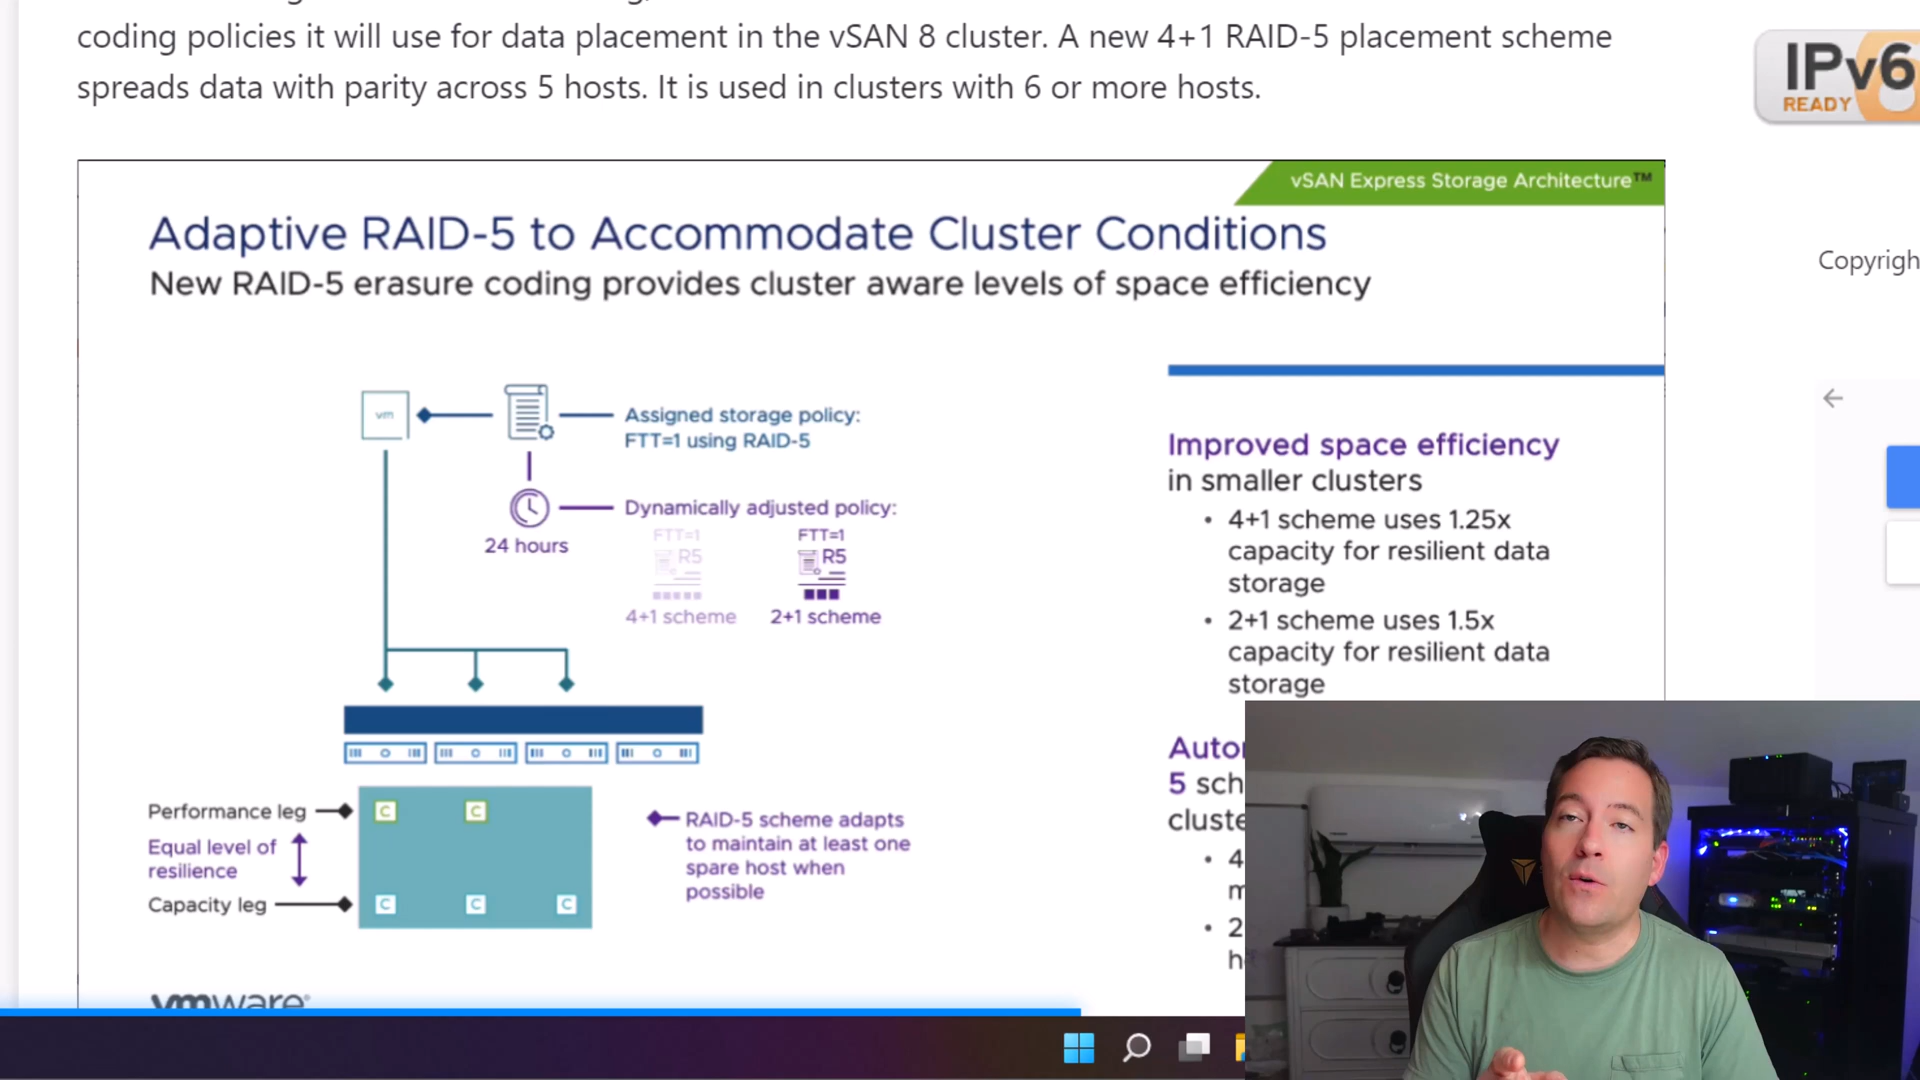 coding policies it will use for data placement in the vSAN 8 cluster. A new 4+1 RAID-5 placement scheme
spreads data with parity across 5 hosts. It is used in clusters with 6 or more hosts.
IPv6
READY
vSAN Express Storage Architecture™
Adaptive RAID-5 to Accommodate Cluster Conditions
New RAID-5 erasure coding provides cluster aware levels of space efficiency
Copyrigh
vm
Assigned storage policy:
FTT=1 using RAID-5
24 hours
Dynamically adjusted policy:
FTT=1
R5
4+1 scheme
FTT=1
R5
2+1 scheme
Performance leg
Equal level of
resilience
Capacity leg
C C
C C C
RAID-5 scheme adapts
to maintain at least one
spare host when
possible
Improved space efficiency
in smaller clusters
• 4+1 scheme uses 1.25x
capacity for resilient data
storage
• 2+1 scheme uses 1.5x
capacity for resilient data
storage
5 sch
cluste
• 4
• 2
vmware®